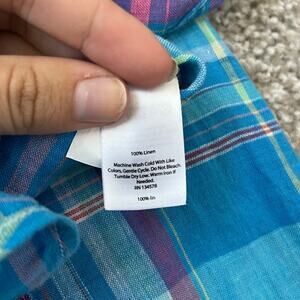 100% Linen
Machine Wash Cold With Like
Colors, Gentle Cycle. Do Not Bleach.
Tumble Dry Low. Warm Iron if
Needed.
RN 134578
100% lin